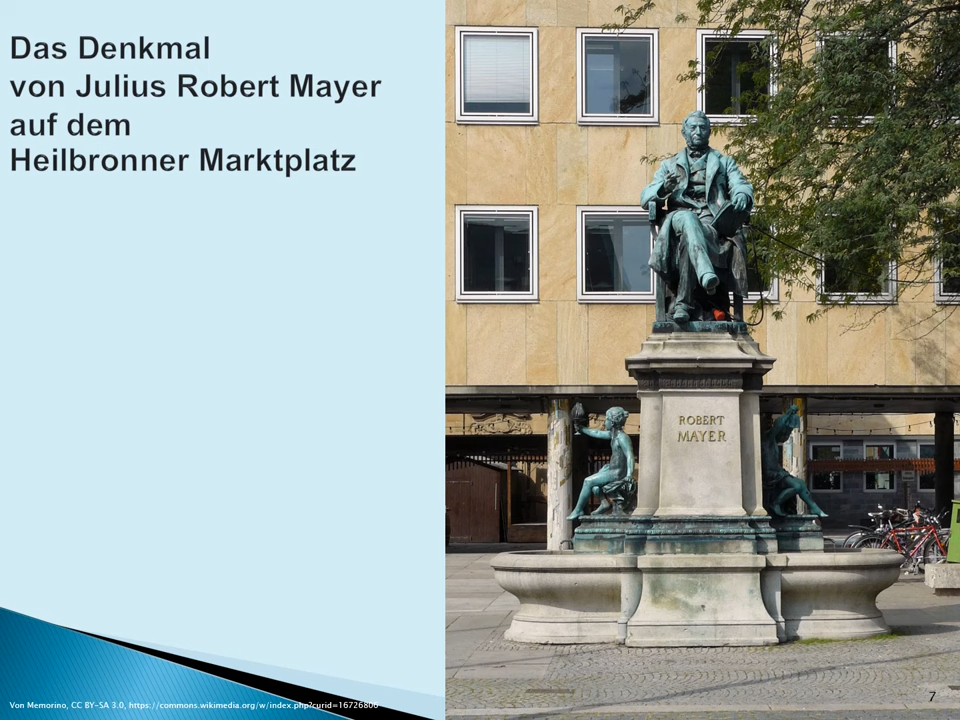 Das Denkmal
von Julius Robert Mayer
auf dem
Heilbronner Marktplatz
ROBERT
MAYER
Von Memorino, CC BY-SA 3.0, https://commons.wikimedia.org/w/index.php?curid=16726806
7